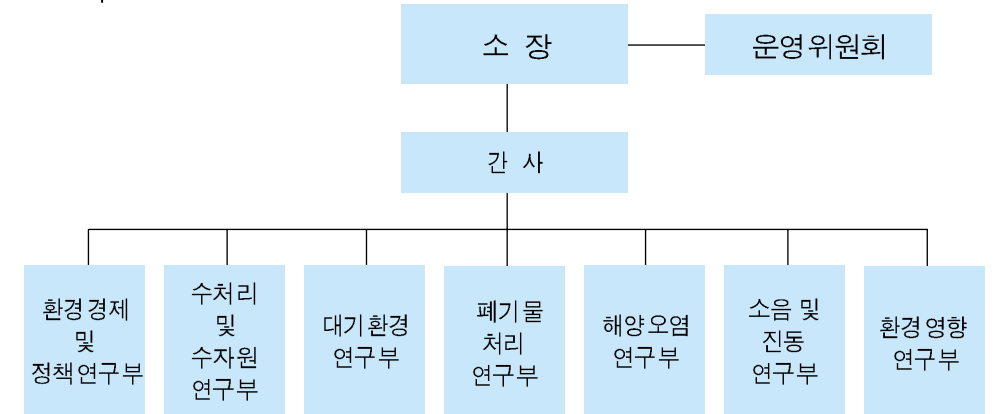 소 장
운영위원회
간 사
환경경제
및
정책연구부
수처리
및
수자원
연구부
대기환경
연구부
폐기물
처리
연구부
해양오염
연구부
소음 및
진동
연구부
환경영향
연구부